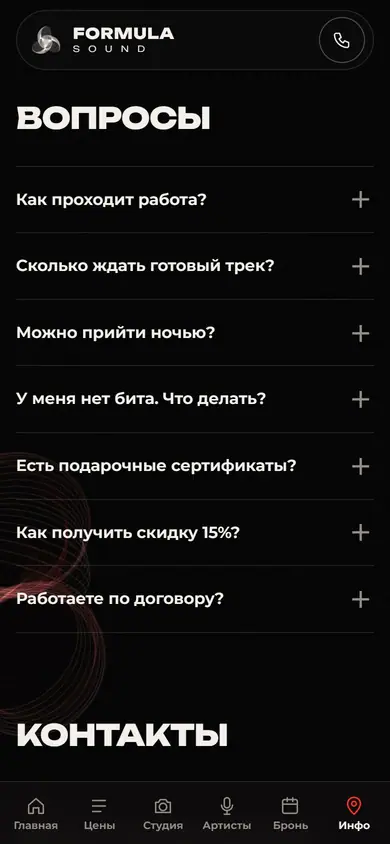 FORMULA
SOUND
ВОПРОСЫ
Как проходит работа?
Сколько ждать готовый трек?
Можно прийти ночью?
У меня нет бита. Что делать?
Есть подарочные сертификаты?
Как получить скидку 15%?
Работаете по договору?
КОНТАКТЫ
Главная Цены Студия Артисты Бронь Инфо